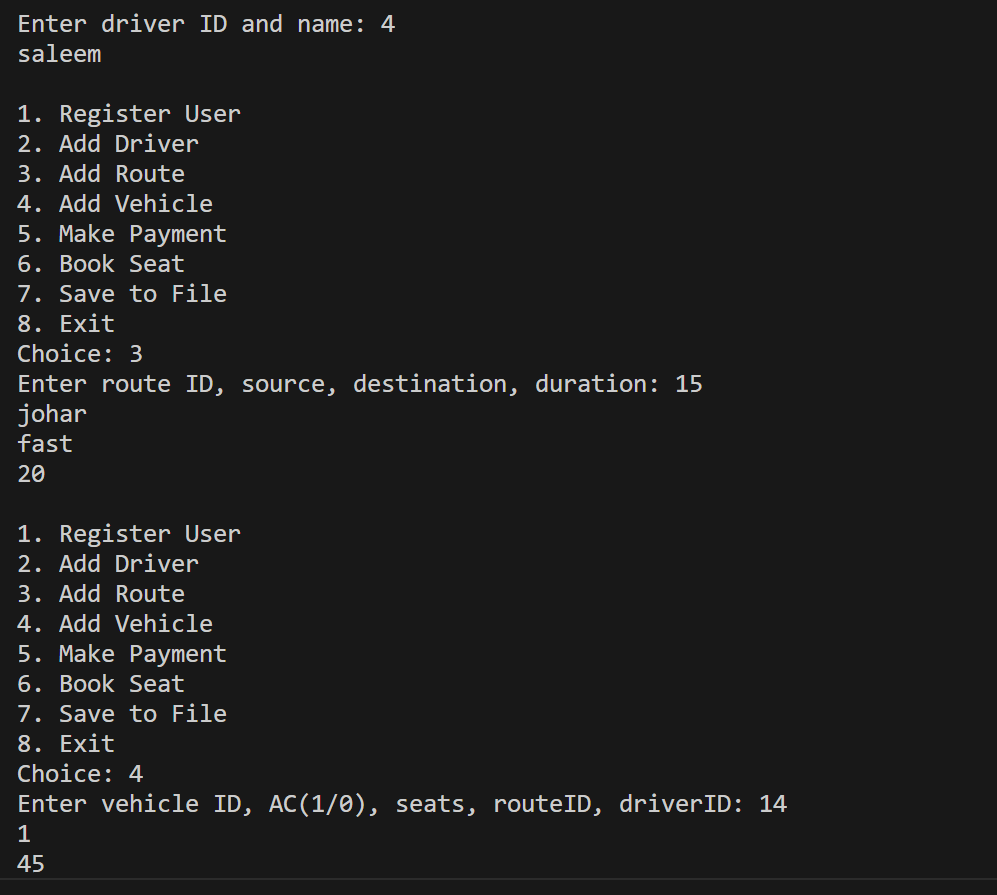 Enter driver ID and name: 4
saleem
1. Register User
2. Add Driver
3. Add Route
4. Add Vehicle
5. Make Payment
6. Book Seat
7. Save to File
8. Exit
Choice: 3
Enter route ID, source, destination, duration: 15
johar
fast
20
1. Register User
2. Add Driver
3. Add Route
4. Add Vehicle
5. Make Payment
6. Book Seat
7. Save to File
8. Exit
Choice: 4
Enter vehicle ID, AC(1/0), seats, routeID, driverID: 14
1
45